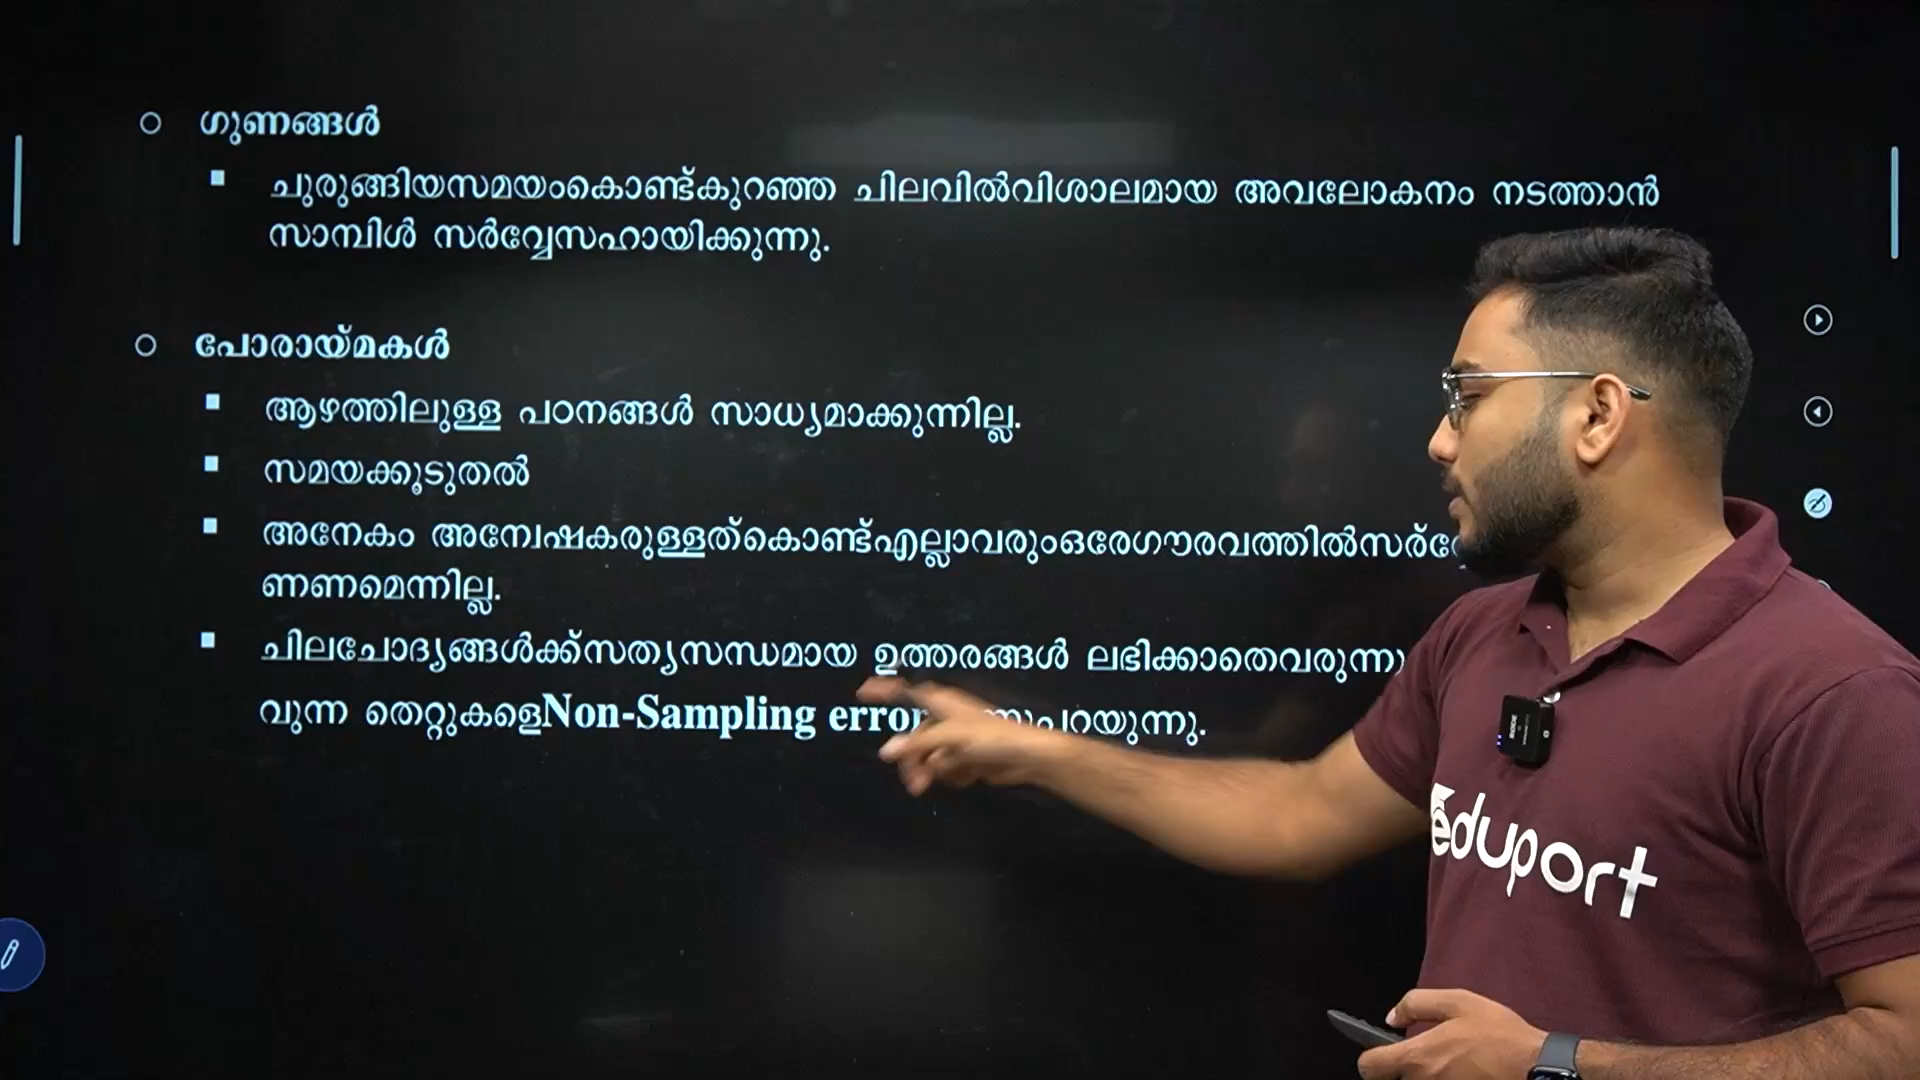 ഗുണങ്ങൾ
ചുരുങ്ങിയസമയംകൊണ്ട്കുറഞ്ഞ ചിലവിൽവിശാലമായ അവലോകനം നടത്താൻ
സാമ്പിൾ സർവ്വേസഹായിക്കുന്നു.
പോരായ്മകൾ
ആഴത്തിലുള്ള പഠനങ്ങൾ സാധ്യമാക്കുന്നില്ല.
സമയക്കൂടുതൽ
അനേകം അന്വേഷകരുള്ളത്കൊണ്ട്എല്ലാവരുംഒരേഗൗരവത്തിൽ
ണണമെന്നില്ല.
ചിലചോദ്യങ്ങൾക്ക്സത്യസന്ധമായ ഉത്തരങ്ങൾ ലഭിക്കാതെവരുന്നു
വുന്ന തെറ്റുകളെNon-Sampling error പറയുന്നു.
eduport